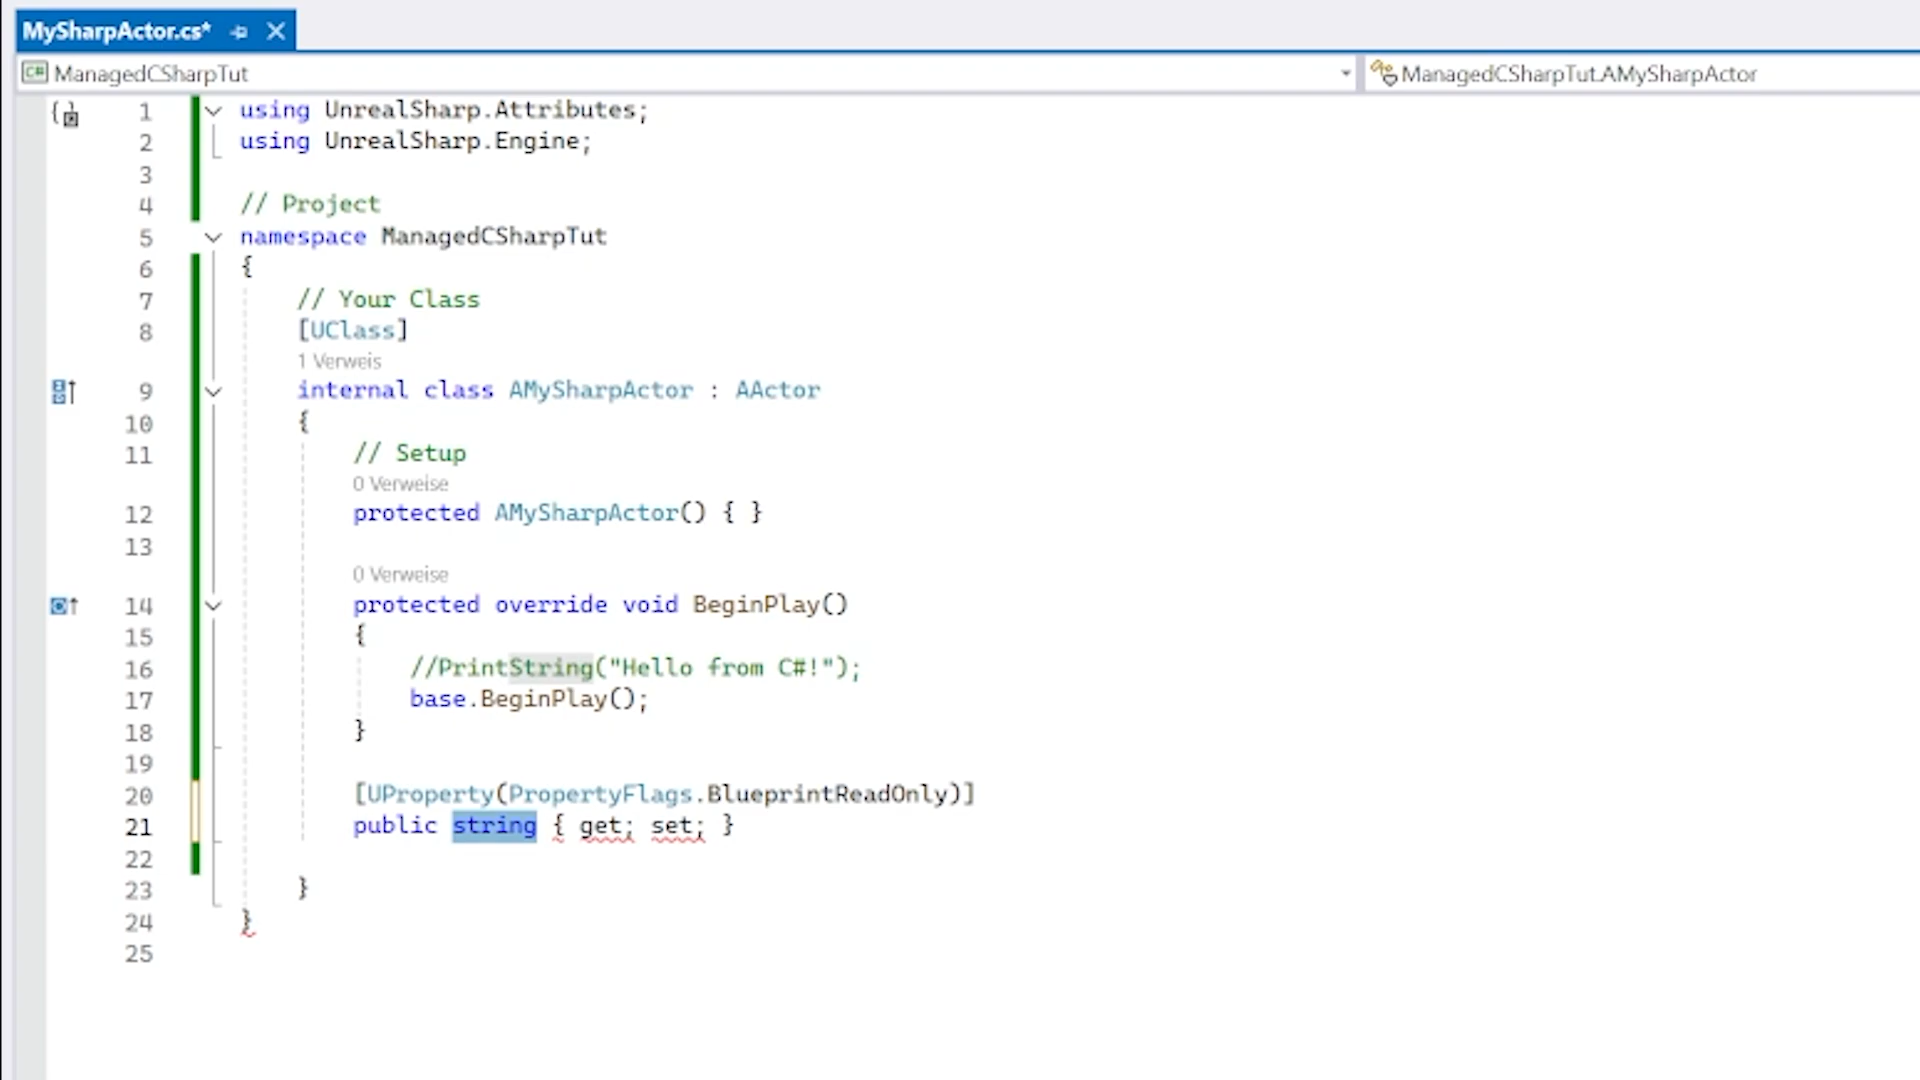 MySharpActor.cs*
C# ManagedCSharpTut
ManagedCSharpTut.AMySharpActor
1 using UnrealSharp.Attributes;
2 using UnrealSharp.Engine;
3
4 // Project
5 namespace ManagedCSharpTut
6 {
7 // Your Class
8 [UClass]
1 Verweis
9 internal class AMySharpActor : AActor
10 {
11 // Setup
0 Verweise
12 protected AMySharpActor() { }
13
0 Verweise
14 protected override void BeginPlay()
15 {
16 //PrintString("Hello from C#!");
17 base.BeginPlay();
18 }
19
20 [UProperty(PropertyFlags.BlueprintReadOnly)]
21 public string { get; set; }
22
23 }
24 }
25